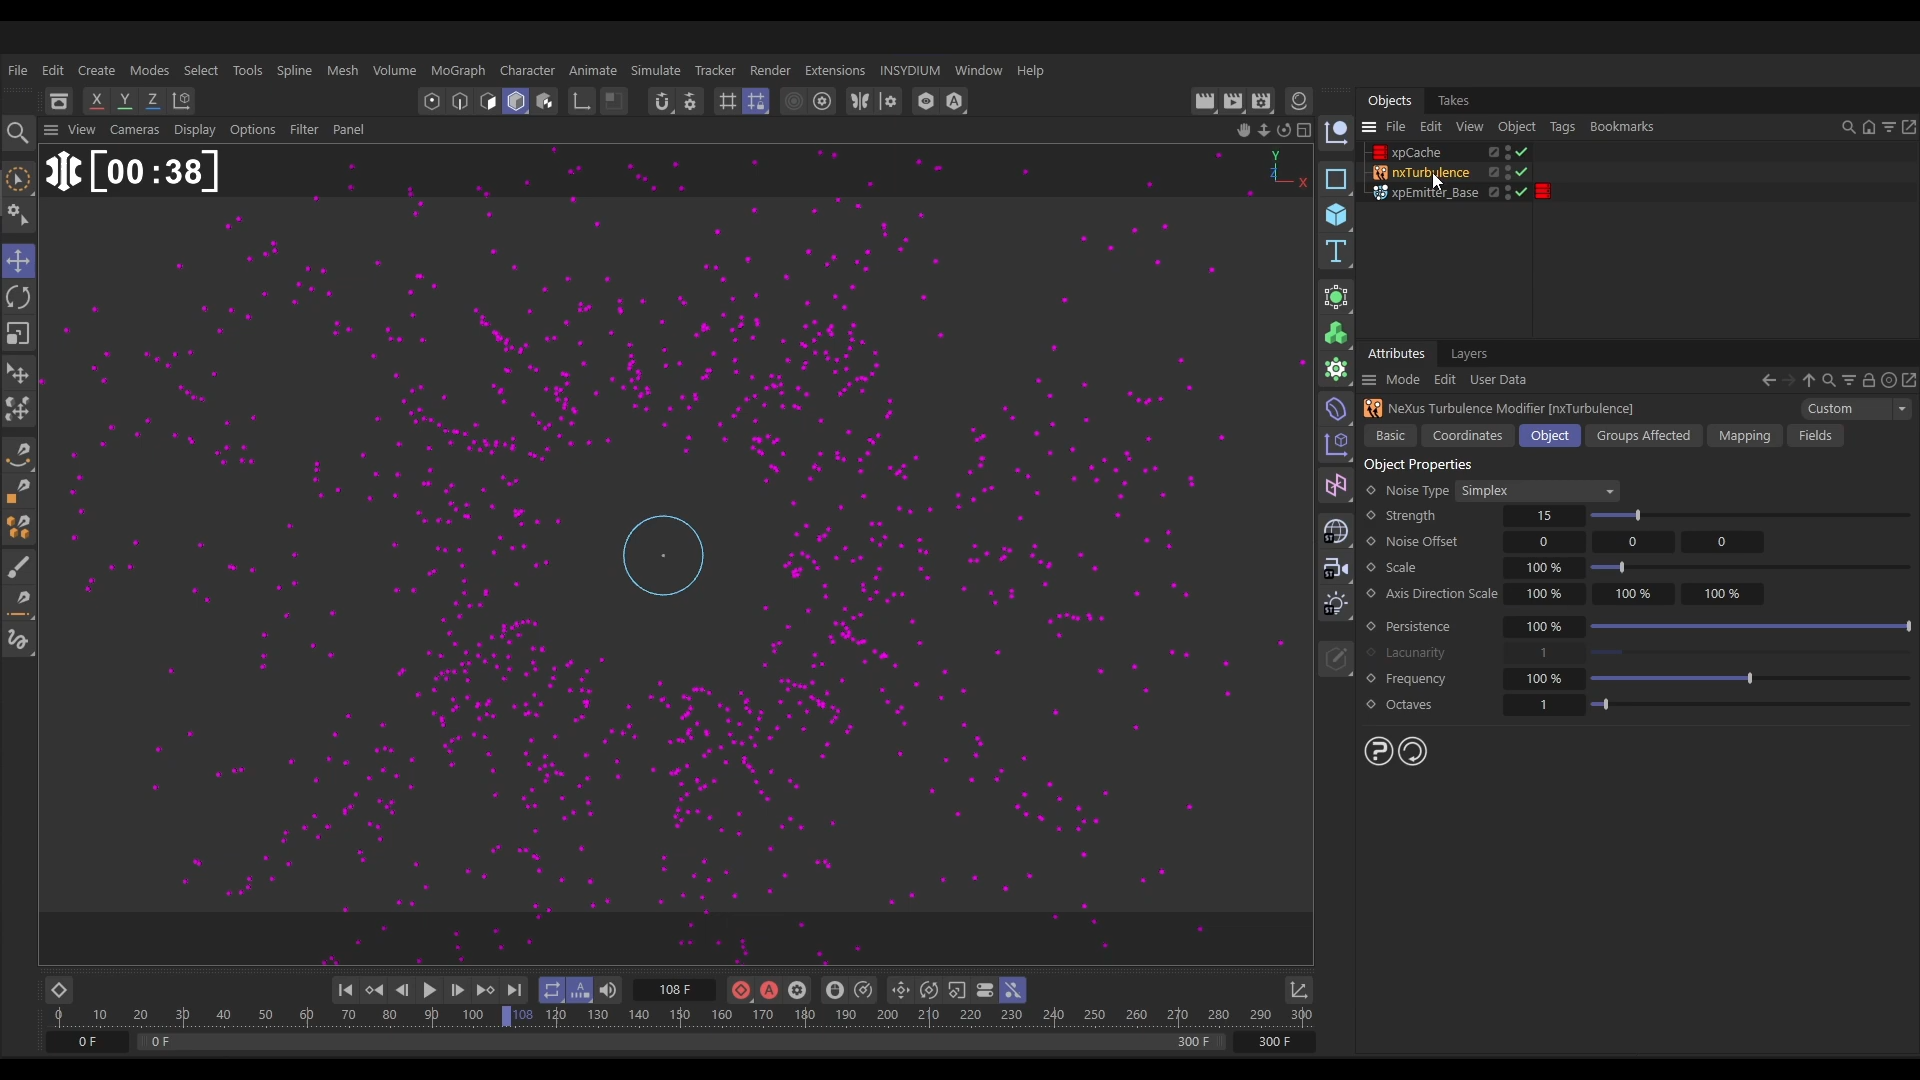 File Edit Create Modes Select Tools Spline Mesh Volume MoGraph Character Animate Simulate Tracker Render Extensions INSYDIUM Window Help
X Y Z
View Cameras Display Options Filter Panel
[00:38]
Y
Z
X
Objects Takes
File Edit View Object Tags Bookmarks
xpCache
nxTurbulence
xpEmitter_Base
Attributes Layers
Mode Edit User Data
NeXus Turbulence Modifier [nxTurbulence] Custom
Basic Coordinates Object Groups Affected Mapping Fields
Object Properties
Noise Type Simplex
Strength 15
Noise Offset 0 0 0
Scale 100 %
Axis Direction Scale 100 % 100 % 100 %
Persistence 100 %
Lacunarity 1
Frequency 100 %
Octaves 1
108 F
0 10 20 30 40 50 60 70 80 90 100 108 120 130 140 150 160 170 180 190 200 210 220 230 240 250 260 270 280 290 300
0 F 0 F 300 F 300 F